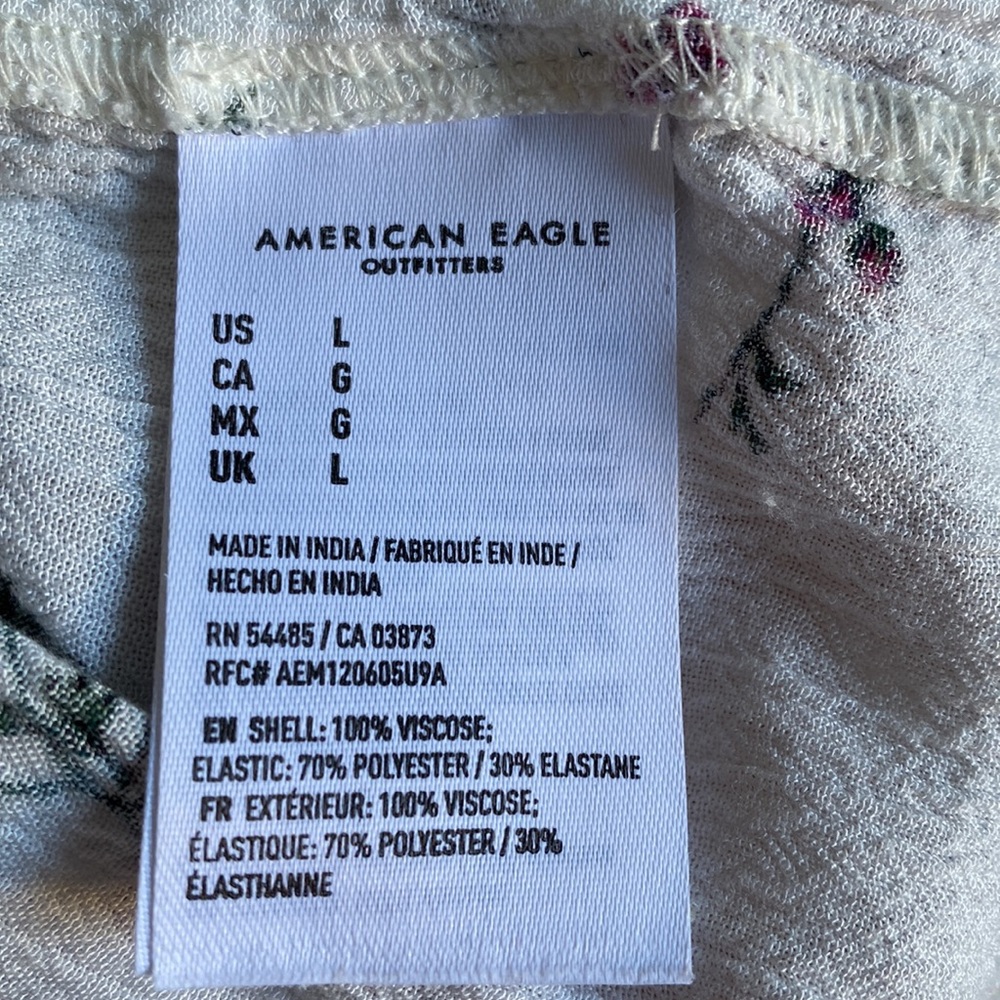 AMERICAN EAGLE
OUTFITTERS
US L
CA G
MX G
UK L
MADE IN INDIA / FABRIQUÉ EN INDE /
HECHO EN INDIA
RN 54485 / CA 03873
RFC# AEM120605U9A
EN SHELL: 100% VISCOSE;
ELASTIC: 70% POLYESTER / 30% ELASTANE
FR EXTÉRIEUR: 100% VISCOSE;
ÉLASTIQUE: 70% POLYESTER / 30%
ÉLASTHANNE